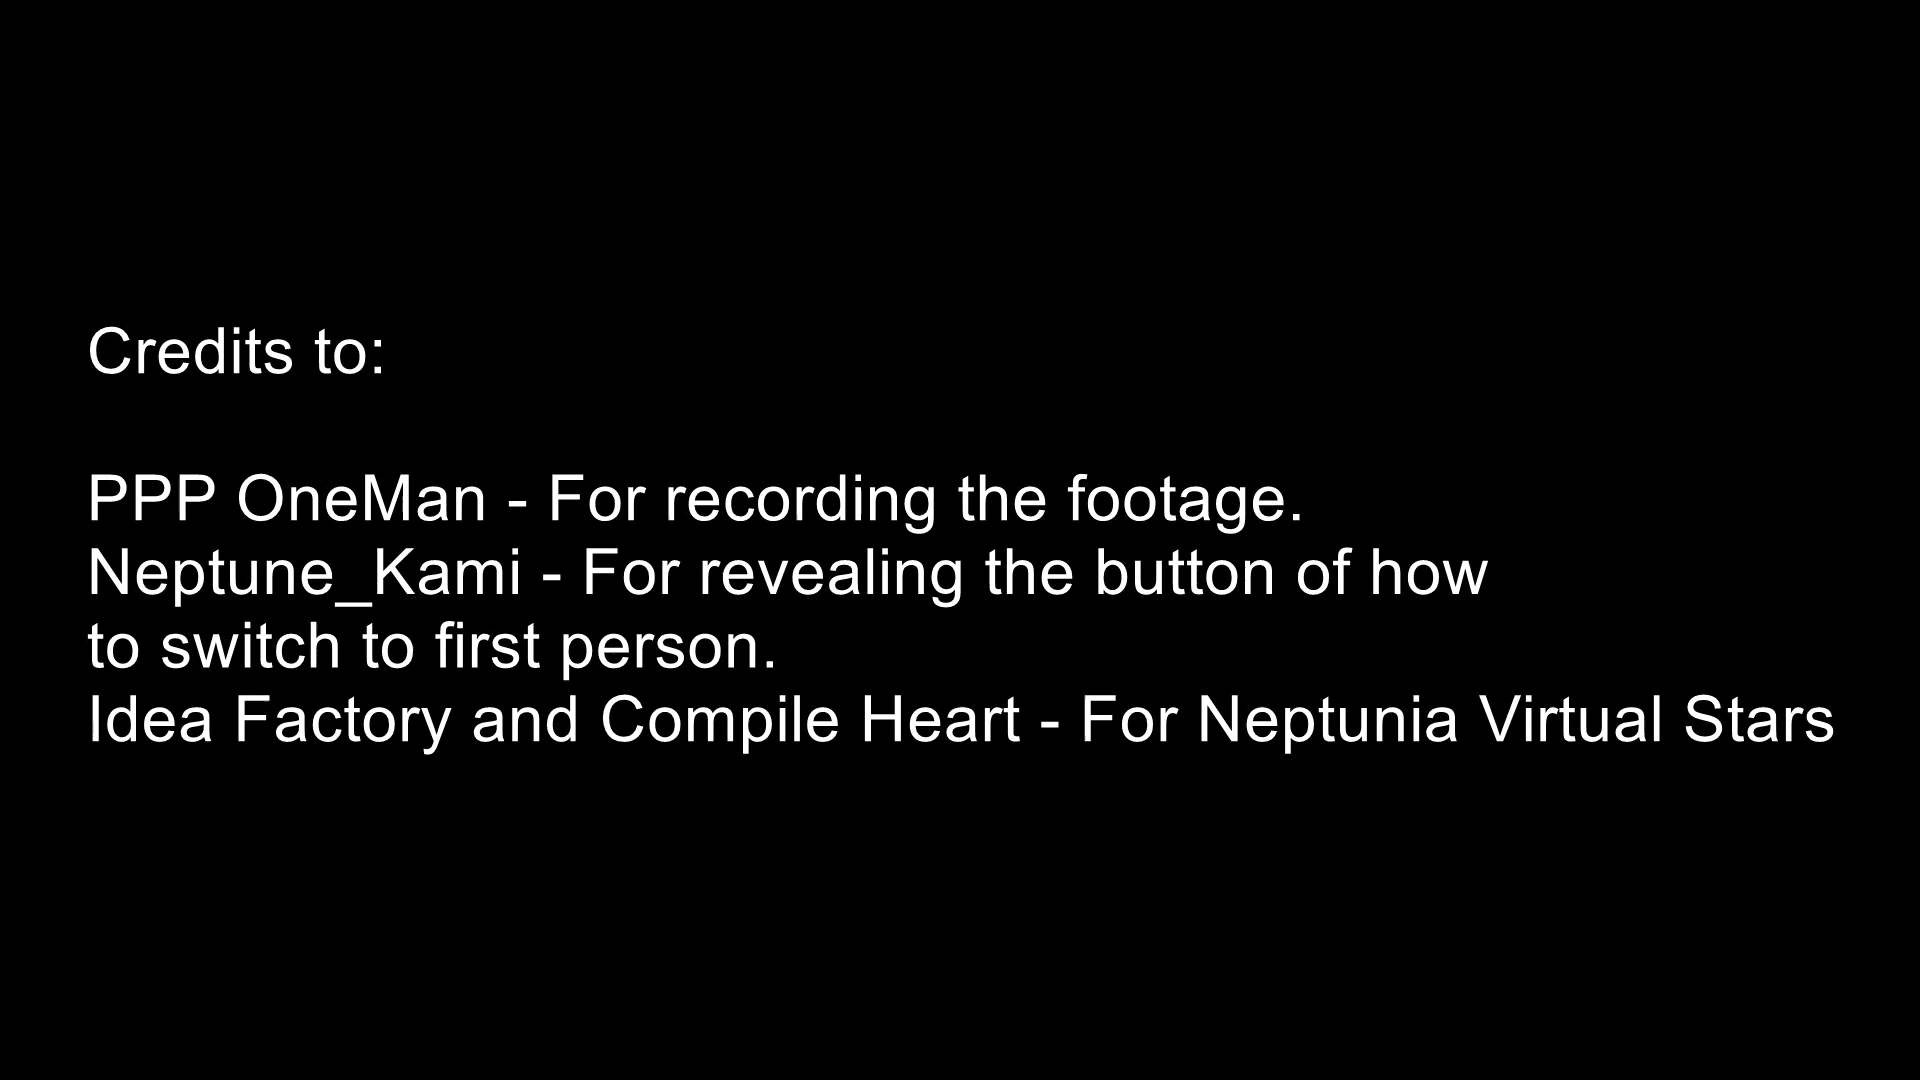 Credits to:
PPP OneMan - For recording the footage.
Neptune_Kami - For revealing the button of how
to switch to first person.
Idea Factory and Compile Heart - For Neptunia Virtual Stars